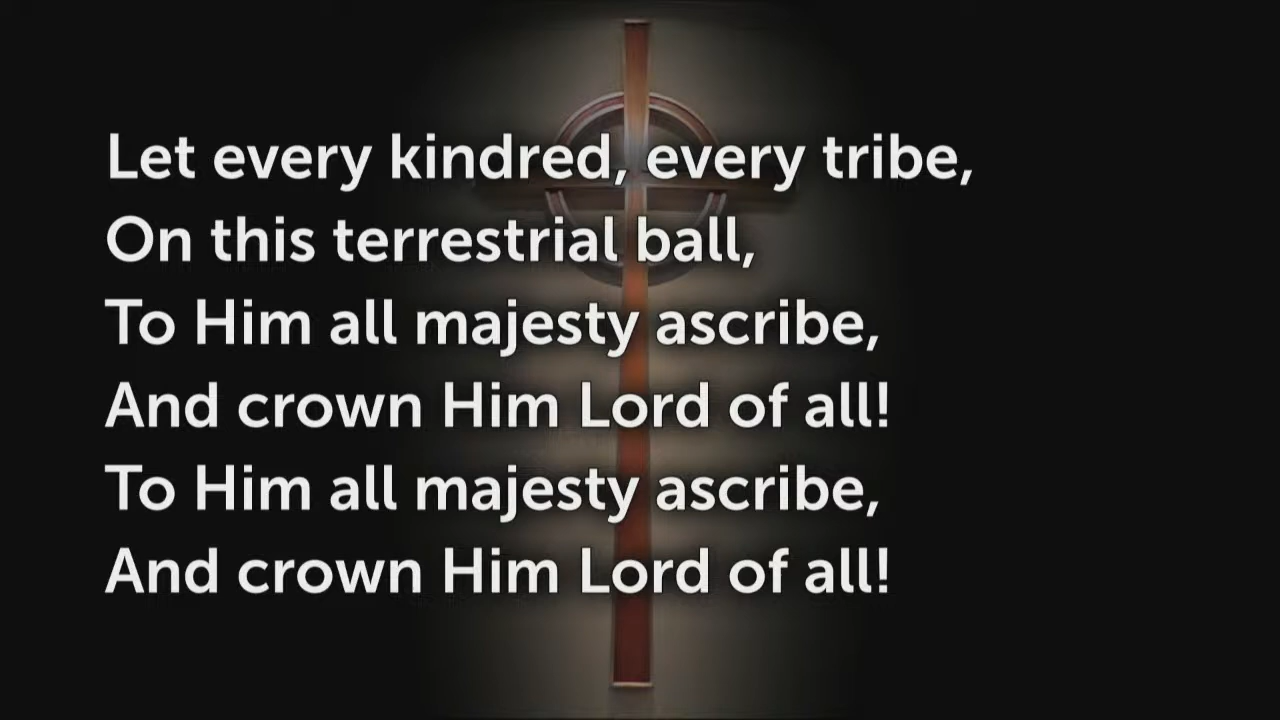 Let every kindred, every tribe,
On this terrestrial ball,
To Him all majesty ascribe,
And crown Him Lord of all!
To Him all majesty ascribe,
And crown Him Lord of all!